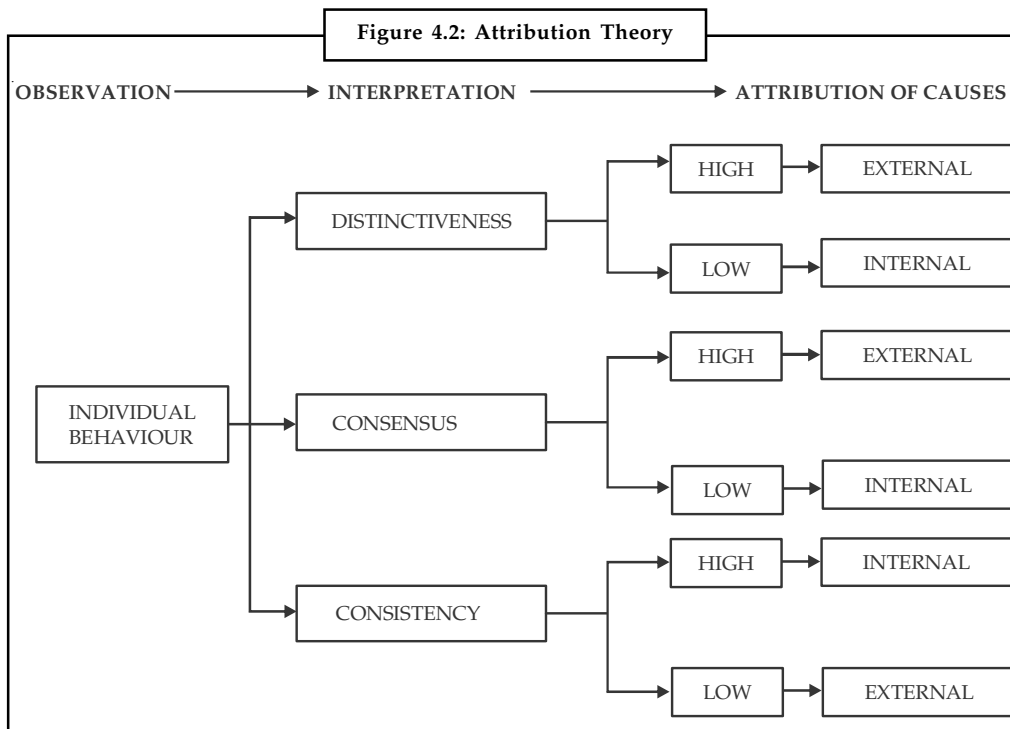 Figure 4.2: Attribution Theory
OBSERVATION INTERPRETATION ATTRIBUTION OF CAUSES
HIGH EXTERNAL
DISTINCTIVENESS
LOW INTERNAL
HIGH EXTERNAL
INDIVIDUAL
BEHAVIOUR
CONSENSUS
LOW INTERNAL
HIGH INTERNAL
CONSISTENCY
LOW EXTERNAL